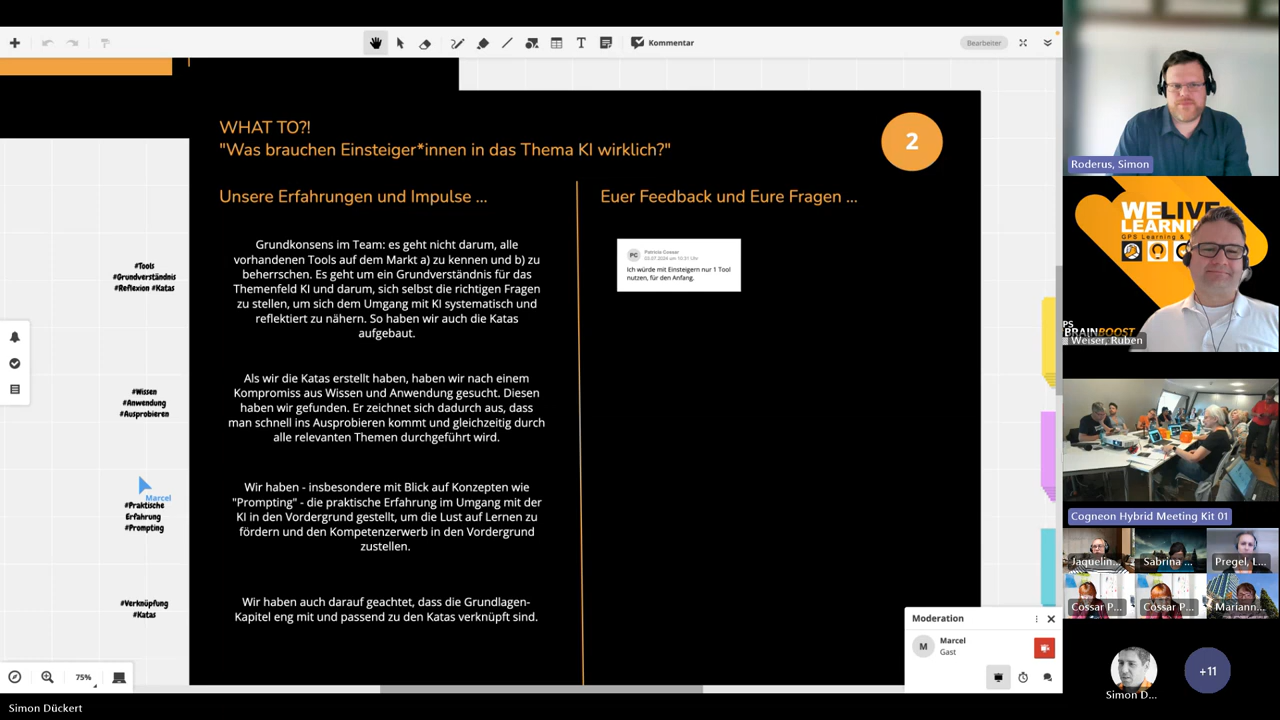 Kommentar
Bearbeiter
WHAT TO?!
"Was brauchen Einsteiger*innen in das Thema KI wirklich?"
2
Unsere Erfahrungen und Impulse ...
Euer Feedback und Eure Fragen ...
#Tools
#Grundverständnis
#Reflexion #Katas
Grundkonsens im Team: es geht nicht darum, alle
vorhandenen Tools auf dem Markt a) zu kennen und b) zu
beherrschen. Es geht um ein Grundverständnis für das
Themenfeld KI und darum, sich selbst die richtigen Fragen
zu stellen, um sich dem Umgang mit KI systematisch und
reflektiert zu nähern. So haben wir auch die Katas
aufgebaut.
PC
Patricia Cossar
03.07.2024 um 10:31 Uhr
Ich würde mit Einsteigern nur 1 Tool
nutzen, für den Anfang.
#Wissen
#Anwendung
#Ausprobieren
Als wir die Katas erstellt haben, haben wir nach einem
Kompromiss aus Wissen und Anwendung gesucht. Diesen
haben wir gefunden. Er zeichnet sich dadurch aus, dass
man schnell ins Ausprobieren kommt und gleichzeitig durch
alle relevanten Themen durchgeführt wird.
Marcel
#Praktische
Erfahrung
#Prompting
Wir haben - insbesondere mit Blick auf Konzepten wie
"Prompting" - die praktische Erfahrung im Umgang mit der
KI in den Vordergrund gestellt, um die Lust auf Lernen zu
fördern und den Kompetenzerwerb in den Vordergrund
zustellen.
#Verknüpfung
#Katas
Wir haben auch darauf geachtet, dass die Grundlagen-
Kapitel eng mit und passend zu den Katas verknüpft sind.
Moderation
M
Marcel
Gast
75%
Simon Dückert
Roderus, Simon
WE LIVE
LEARNIN
GPS Learning &
BRAINBOOST
Weiser, Ruben
Cogneon Hybrid Meeting Kit 01
Jaquelin...
Sabrina ...
Pregel, L...
Cossar P...
Cossar P...
Mariann...
Simon D...
+11